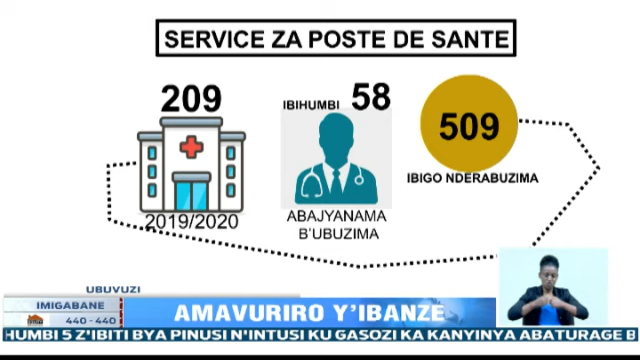 SERVICE ZA POSTE DE SANTE
209
2019/2020
IBIHUMBI 58
ABAJYANAMA
B'UBUZIMA
509
IBIGO NDERABUZIMA
UBUVUZI
IMIGABANE
440 - 440
AMAVURIRO Y'IBANZE
HUMBI 5 Z'IBITI BYA PINUSI N'INTUSI KU GASOZI KA KANYINYA ABATURAGE B